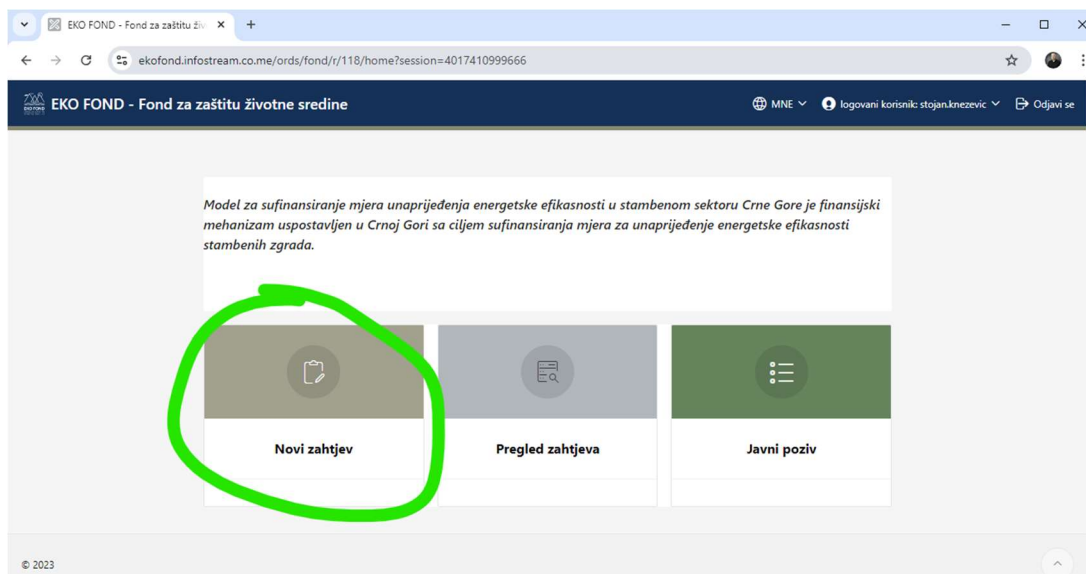 EKO FOND - Fond za zaštitu živ
ekofond.infostream.co.me/ords/fond/r/118/home?session=4017410999666
EKO FOND - Fond za zaštitu životne sredine
MNE
logovani korisnik: stojan.knezevic
Odjavi se
Model za sufinansiranje mjera unaprijeđenja energetske efikasnosti u stambenom sektoru Crne Gore je finansijski
mehanizam uspostavljen u Crnoj Gori sa ciljem sufinansiranja mjera za unaprijeđenje energetske efikasnosti
stambenih zgrada.
Novi zahtjev
Pregled zahtjeva
Javni poziv
© 2023